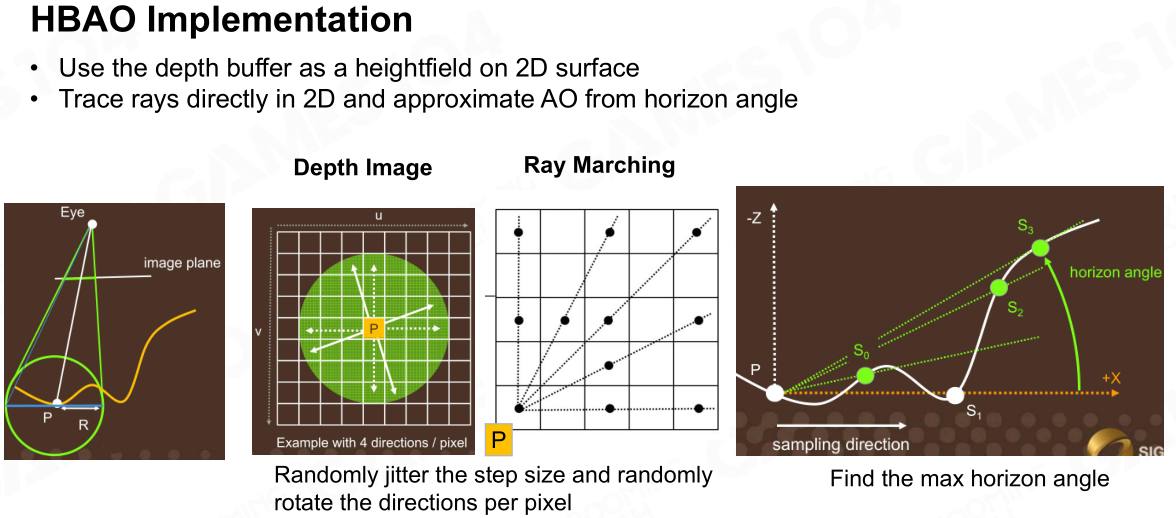 HBAO Implementation
• Use the depth buffer as a heightfield on 2D surface
• Trace rays directly in 2D and approximate AO from horizon angle
Depth Image
Ray Marching
Eye
image plane
P
R
u
v
P
Example with 4 directions / pixel
P
Randomly jitter the step size and randomly
rotate the directions per pixel
-Z
S3
horizon angle
S2
S0
P
+X
S1
sampling direction
SIG
Find the max horizon angle
GAMES104